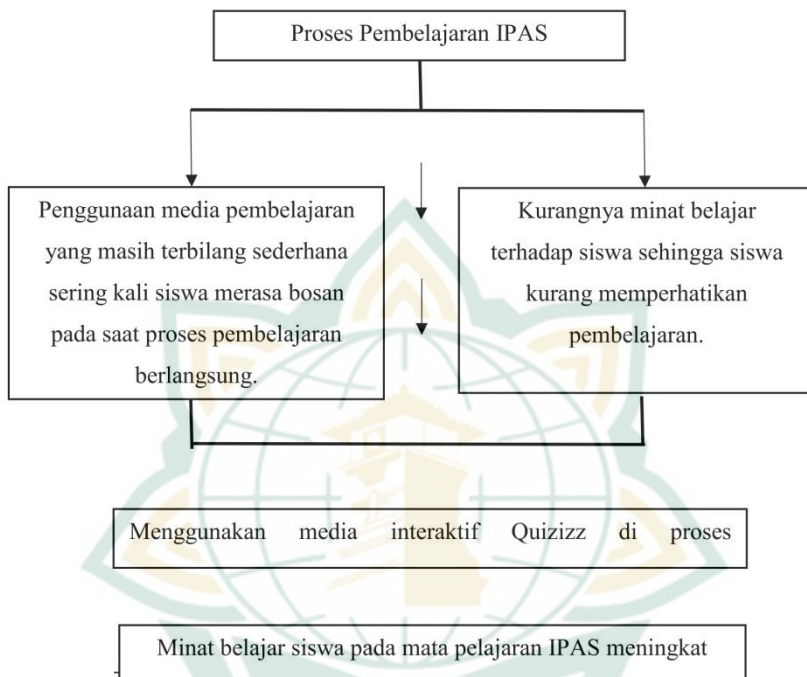 Proses Pembelajaran IPAS
Penggunaan media pembelajaran
yang masih terbilang sederhana
sering kali siswa merasa bosan
pada saat proses pembelajaran
berlangsung.
Kurangnya minat belajar
terhadap siswa sehingga siswa
kurang memperhatikan
pembelajaran.
Menggunakan media interaktif Quizizz di proses
Minat belajar siswa pada mata pelajaran IPAS meningkat